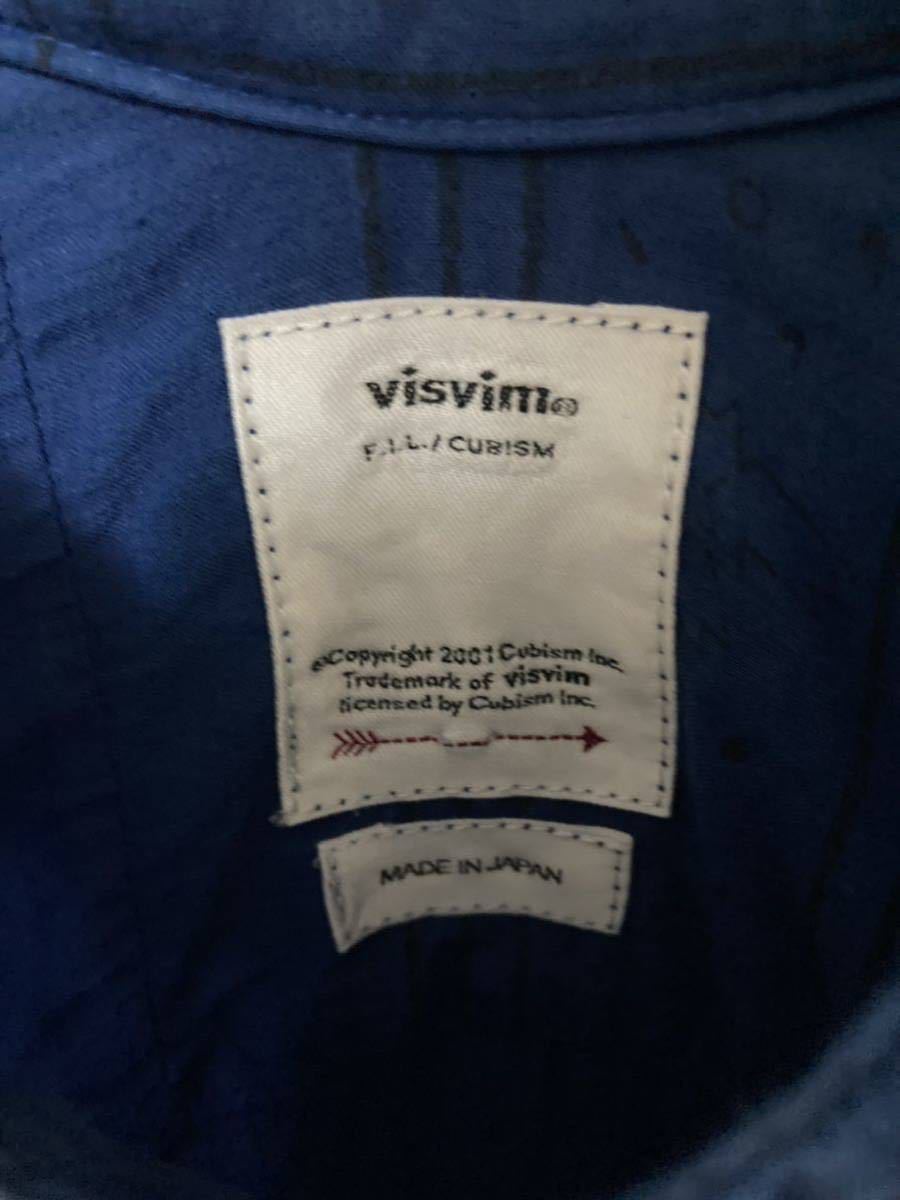 visvim®
F.I.L./CUBISM
©Copyright 2001 Cubism Inc.
Trademark of visvim
licensed by Cubism Inc.
MADE IN JAPAN